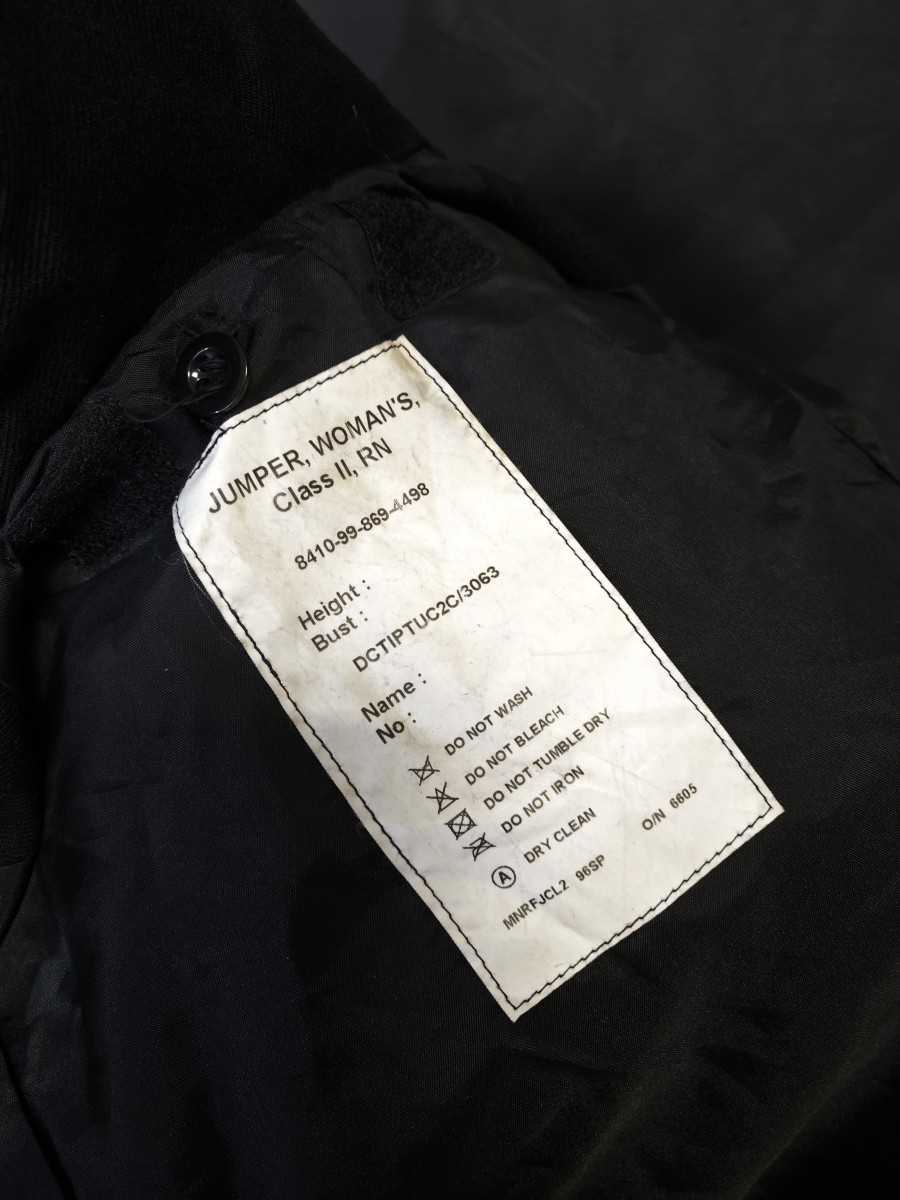 JUMPER, WOMAN'S,
Class II, RN
8410-99-869-4498
Height :
Bust :
DCTIPTUC2C/3063
Name :
No :
DO NOT WASH
DO NOT BLEACH
DO NOT TUMBLE DRY
DO NOT IRON
A DRY CLEAN
MNRFJCL2 96SP O/N 6605